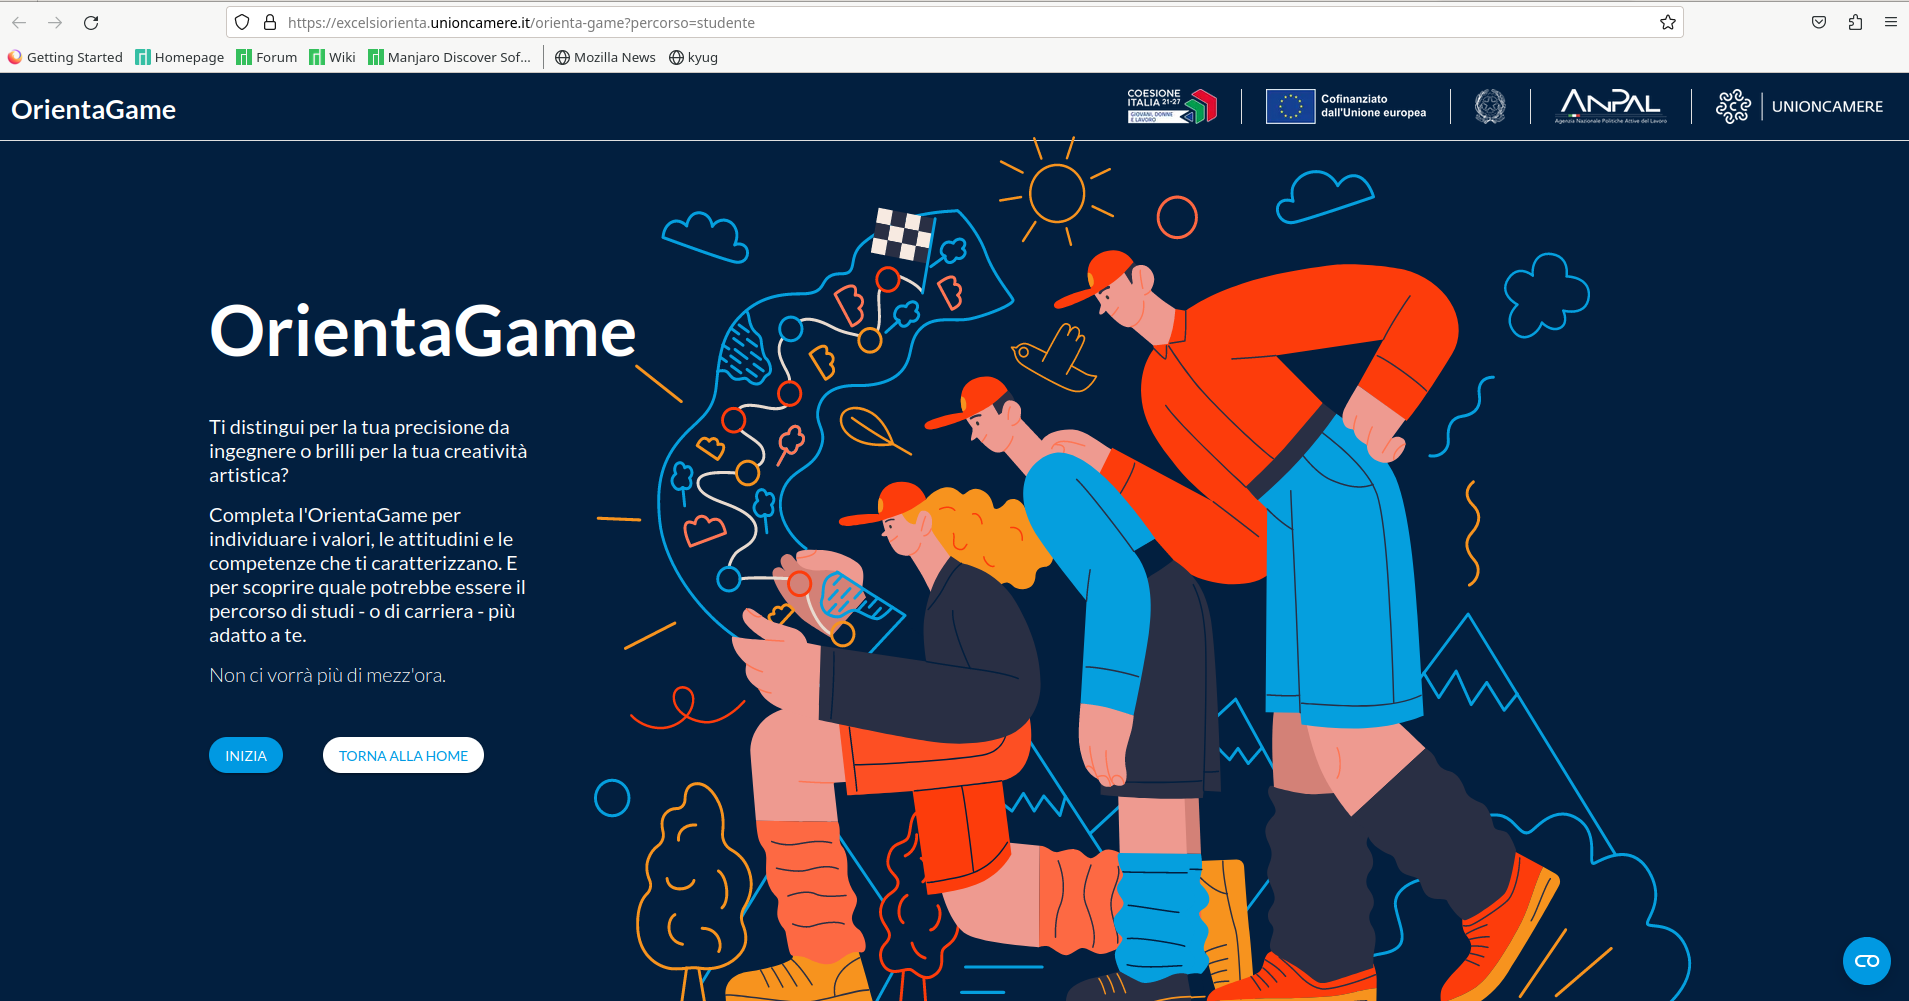 https://excelsiorienta.unioncamere.it/orienta-game?percorso=studente
Getting Started Homepage Forum Wiki Manjaro Discover Sof... Mozilla News kyug
OrientaGame
COESIONE
ITALIA 21-27
GIOVANI, DONNE
E LAVORO
Cofinanziato
dall'Unione europea
ANPAL
Agenzia Nazionale Politiche Attive del Lavoro
UNIONCAMERE
OrientaGame
Ti distingui per la tua precisione da
ingegnere o brilli per la tua creatività
artistica?
Completa l'OrientaGame per
individuare i valori, le attitudini e le
competenze che ti caratterizzano. E
per scoprire quale potrebbe essere il
percorso di studi - o di carriera - più
adatto a te.
Non ci vorrà più di mezz'ora.
INIZIA
TORNA ALLA HOME